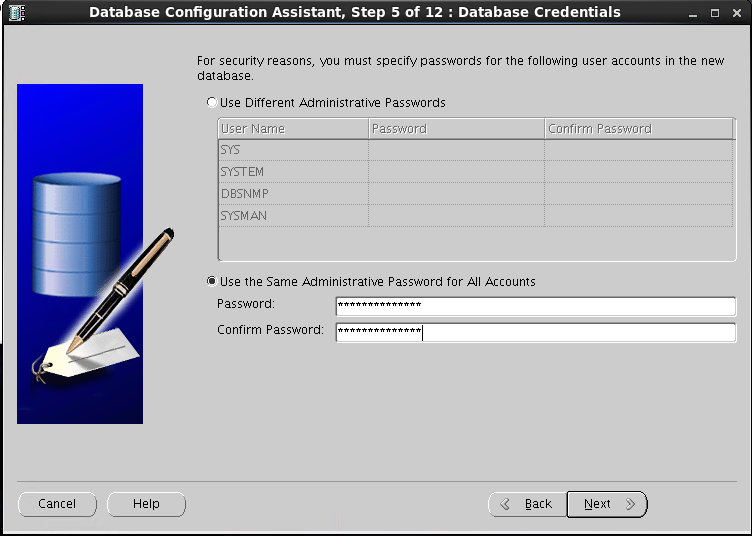 Database Configuration Assistant, Step 5 of 12 : Database Credentials
For security reasons, you must specify passwords for the following user accounts in the new
database.
Use Different Administrative Passwords
User Name Password Confirm Password
SYS
SYSTEM
DBSNMP
SYSMAN
Use the Same Administrative Password for All Accounts
Password: **************
Confirm Password: **************
Cancel Help Back Next